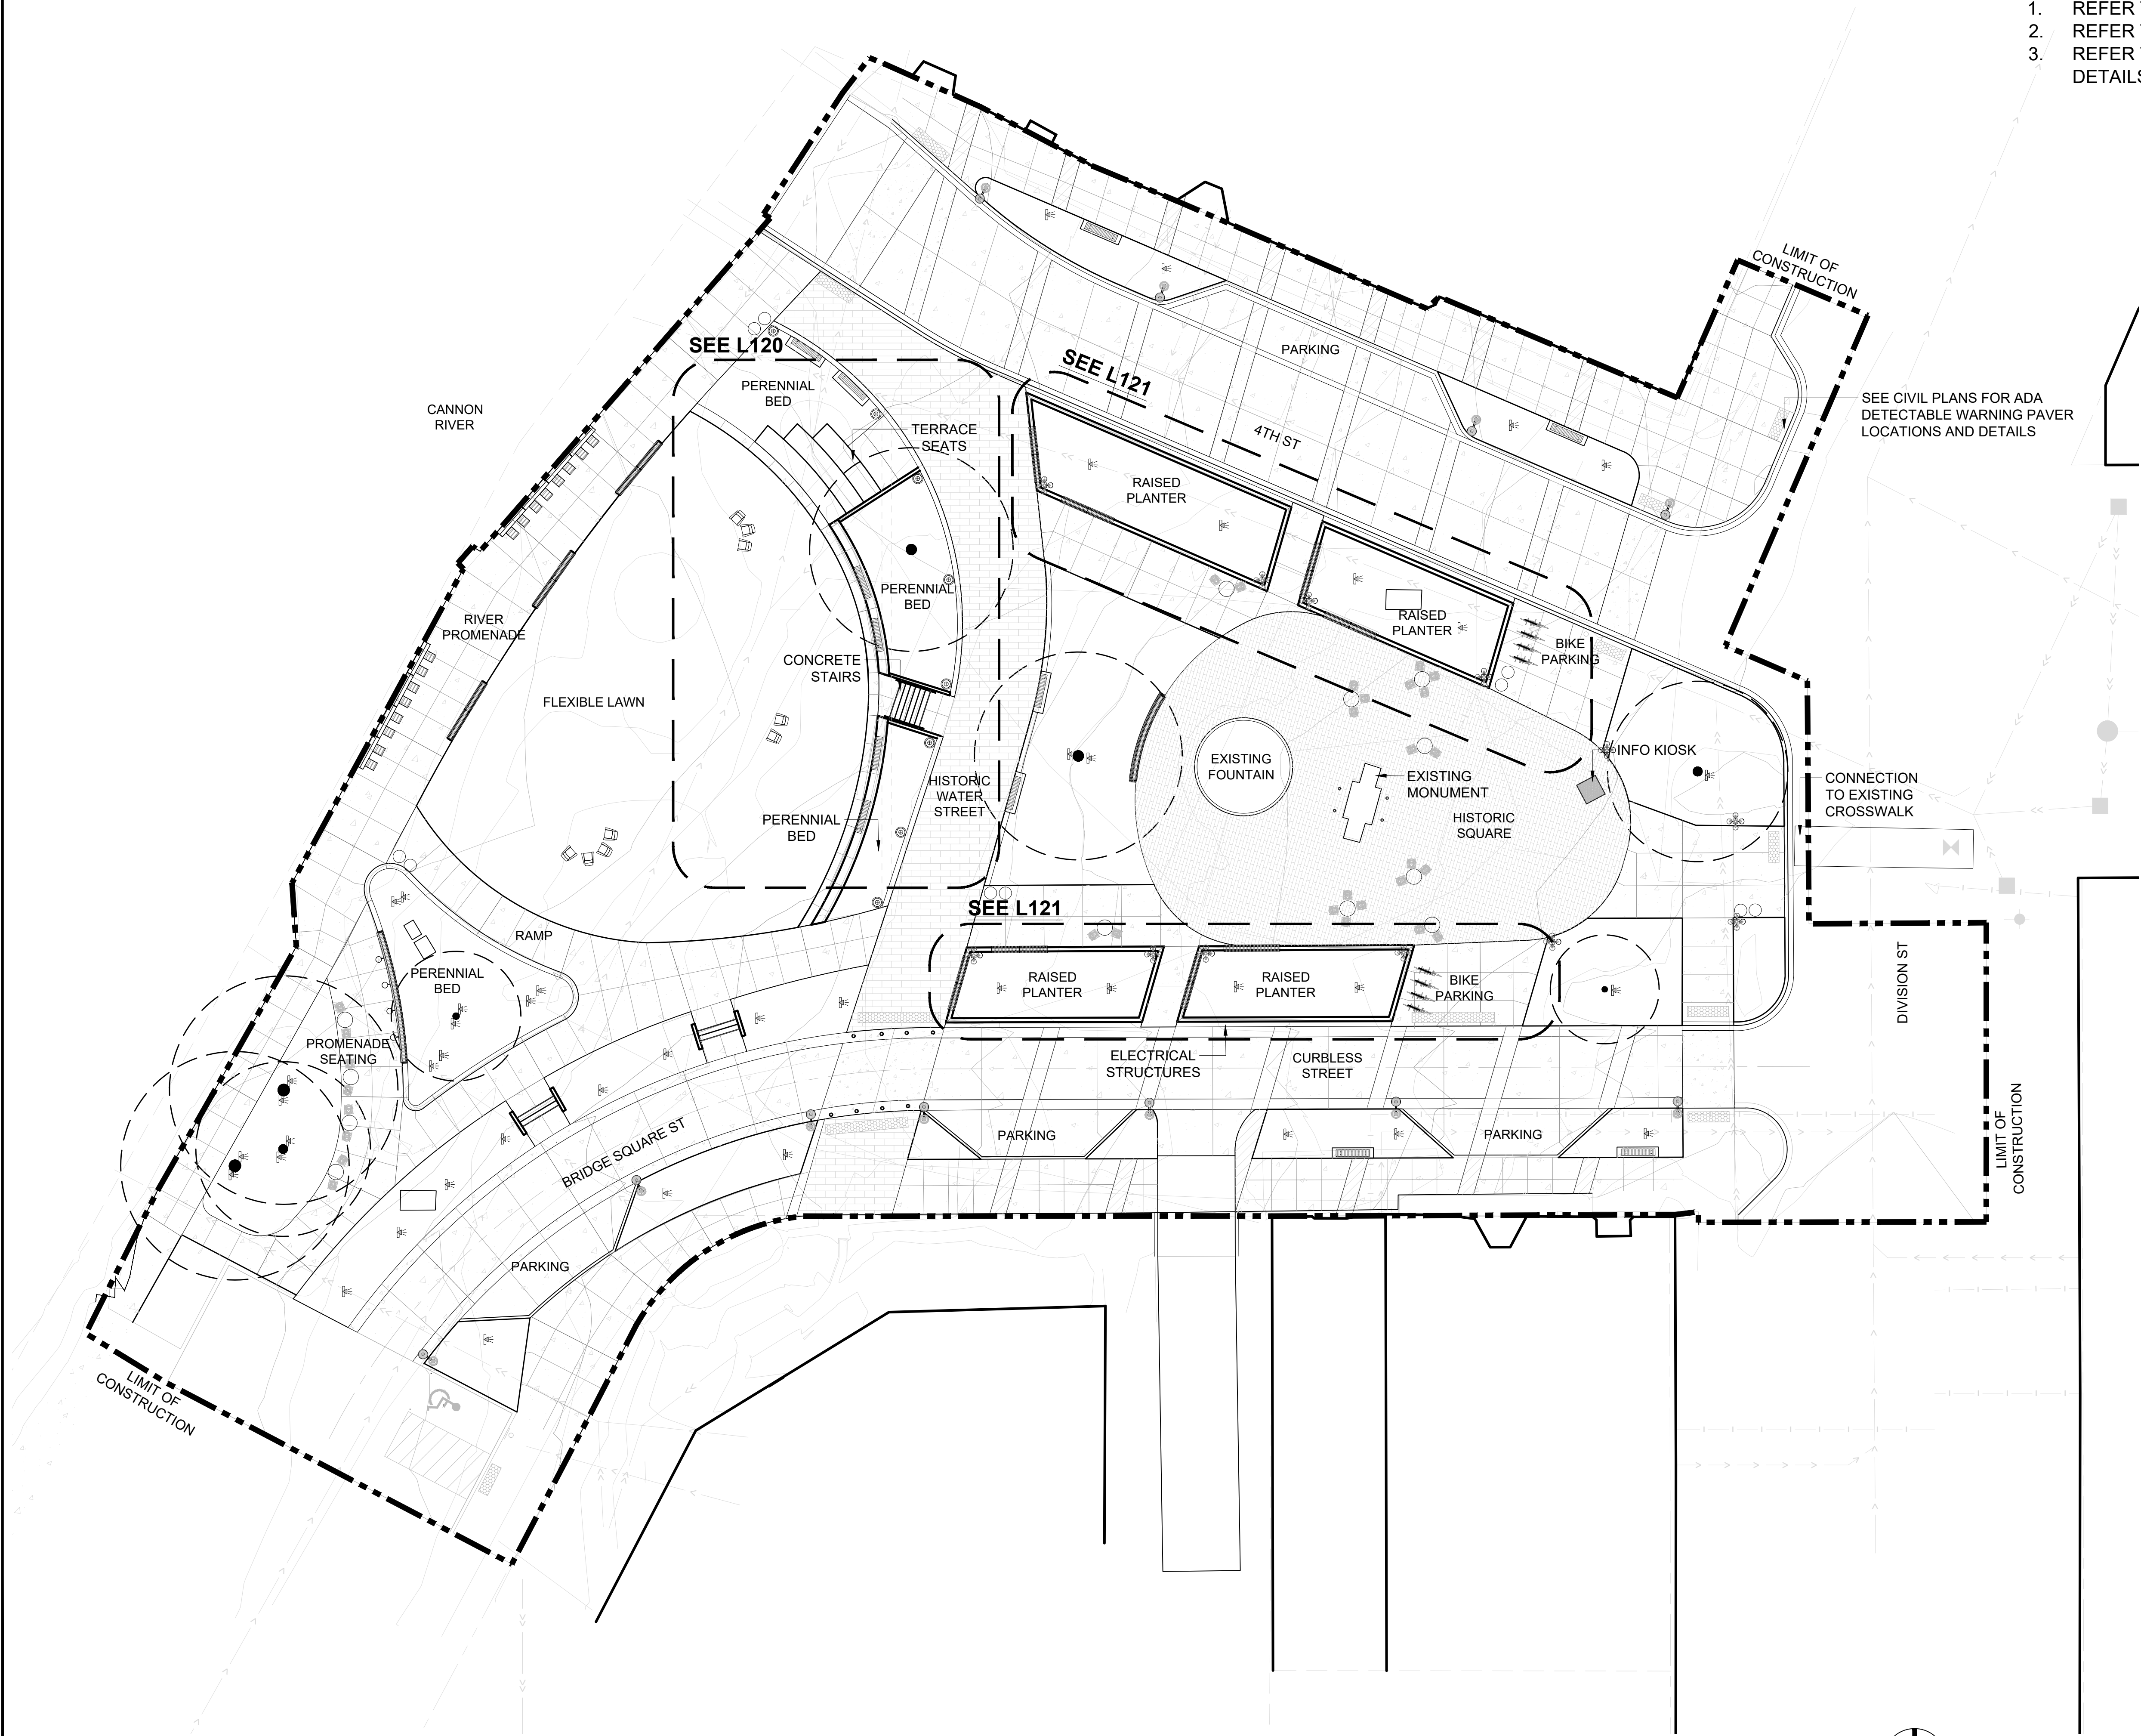 1. REFER
2. REFER
3. REFER
DETAILS
LIMIT OF
CONSTRUCTION
SEE L120
SEE L121
PARKING
PERENNIAL
BED
CANNON
RIVER
SEE CIVIL PLANS FOR ADA
DETECTABLE WARNING PAVER
LOCATIONS AND DETAILS
TERRACE
SEATS
4TH ST
RAISED
PLANTER
PERENNIAL
BED
RIVER
PROMENADE
RAISED
PLANTER
BIKE
PARKING
CONCRETE
STAIRS
FLEXIBLE LAWN
INFO KIOSK
EXISTING
FOUNTAIN
EXISTING
MONUMENT
HISTORIC
WATER
STREET
CONNECTION
TO EXISTING
CROSSWALK
PERENNIAL
BED
HISTORIC
SQUARE
SEE L121
RAMP
PERENNIAL
BED
RAISED
PLANTER
RAISED
PLANTER
BIKE
PARKING
DIVISION ST
PROMENADE
SEATING
ELECTRICAL
STRUCTURES
CURBLESS
STREET
BRIDGE SQUARE ST
PARKING
PARKING
LIMIT OF
CONSTRUCTION
PARKING
LIMIT OF
CONSTRUCTION